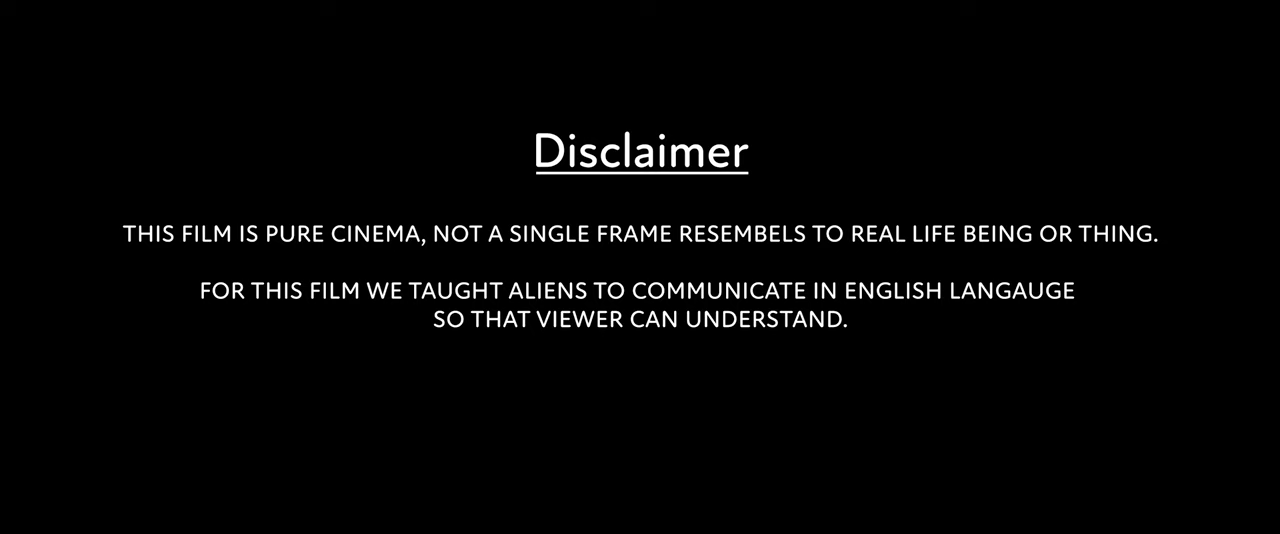 Disclaimer
THIS FILM IS PURE CINEMA, NOT A SINGLE FRAME RESEMBELS TO REAL LIFE BEING OR THING.
FOR THIS FILM WE TAUGHT ALIENS TO COMMUNICATE IN ENGLISH LANGAUGE
SO THAT VIEWER CAN UNDERSTAND.